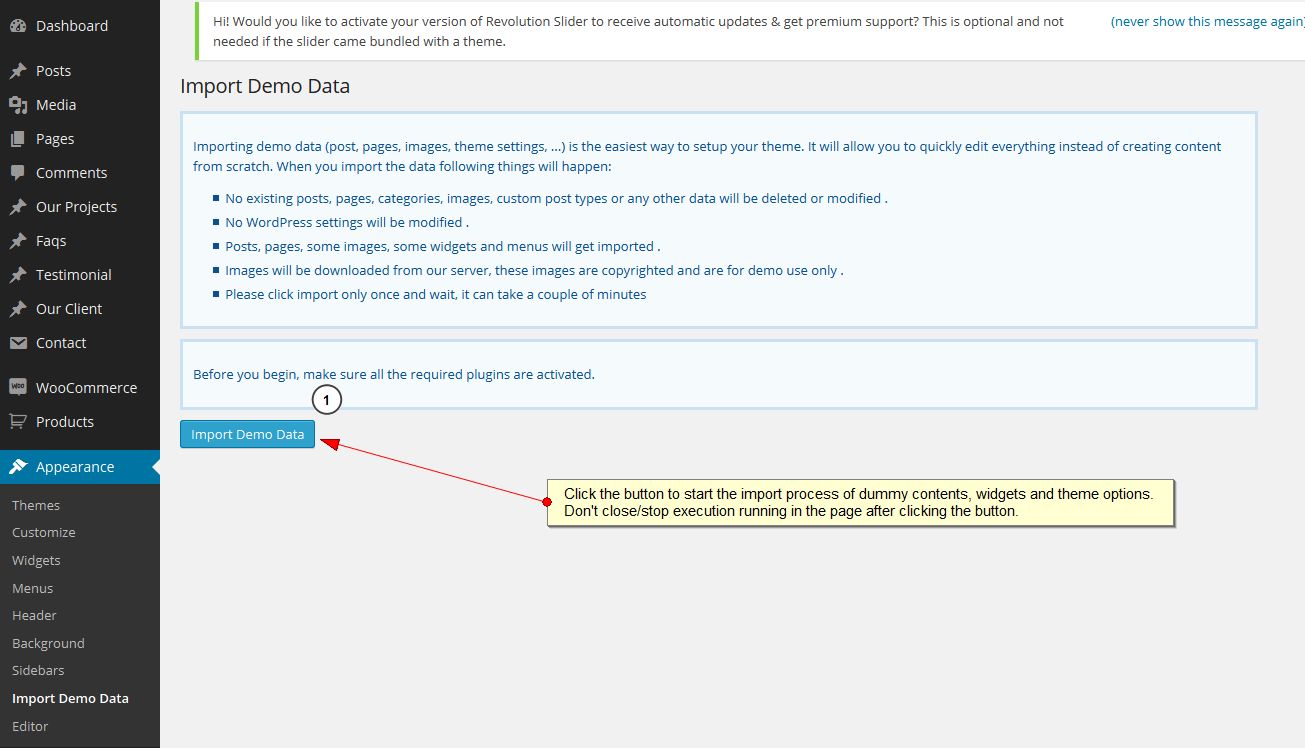 Dashboard
Posts
Media
Pages
Comments
Our Projects
Faqs
Testimonial
Our Client
Contact
WOO
WooCommerce
Products
Appearance
Themes
Customize
Widgets
Menus
Header
Background
Sidebars
Import Demo Data
Editor
Hi! Would you like to activate your version of Revolution Slider to receive automatic updates & get premium support? This is optional and not
needed if the slider came bundled with a theme.
(never show this message again)
Import Demo Data
Importing demo data (post, pages, images, theme settings, ...) is the easiest way to setup your theme. It will allow you to quickly edit everything instead of creating content
from scratch. When you import the data following things will happen:
No existing posts, pages, categories, images, custom post types or any other data will be deleted or modified .
No WordPress settings will be modified .
Posts, pages, some images, some widgets and menus will get imported .
Images will be downloaded from our server, these images are copyrighted and are for demo use only .
Please click import only once and wait, it can take a couple of minutes
Before you begin, make sure all the required plugins are activated.
1
Import Demo Data
Click the button to start the import process of dummy contents, widgets and theme options.
Don't close/stop execution running in the page after clicking the button.